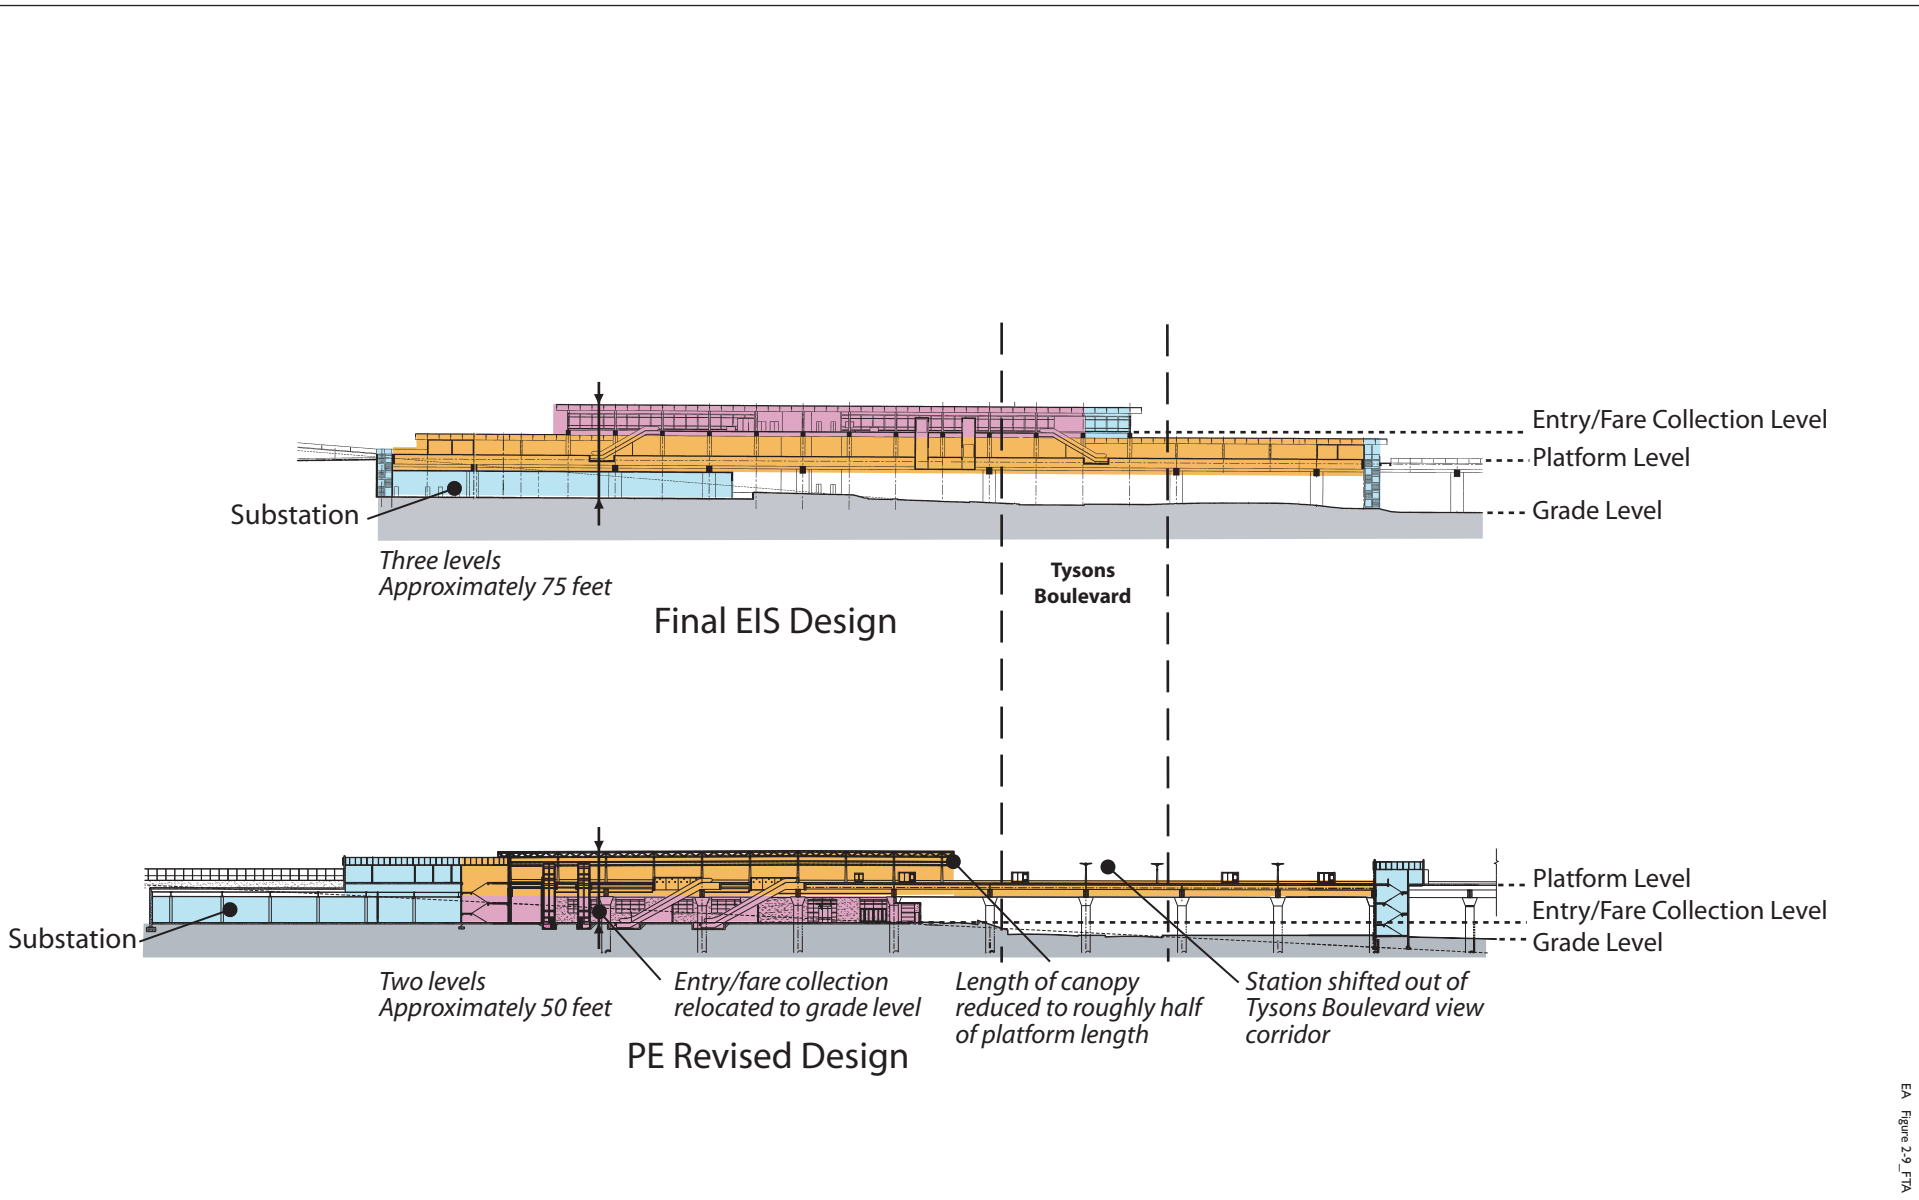 Entry/Fare Collection Level
Platform Level
Grade Level
Substation
Three levels
Approximately 75 feet
Final EIS Design
Tysons
Boulevard
Platform Level
Entry/Fare Collection Level
Grade Level
Substation
Two levels
Approximately 50 feet
Entry/fare collection
relocated to grade level
Length of canopy
reduced to roughly half
of platform length
Station shifted out of
Tysons Boulevard view
corridor
PE Revised Design
EA Figure 2-9_FTA